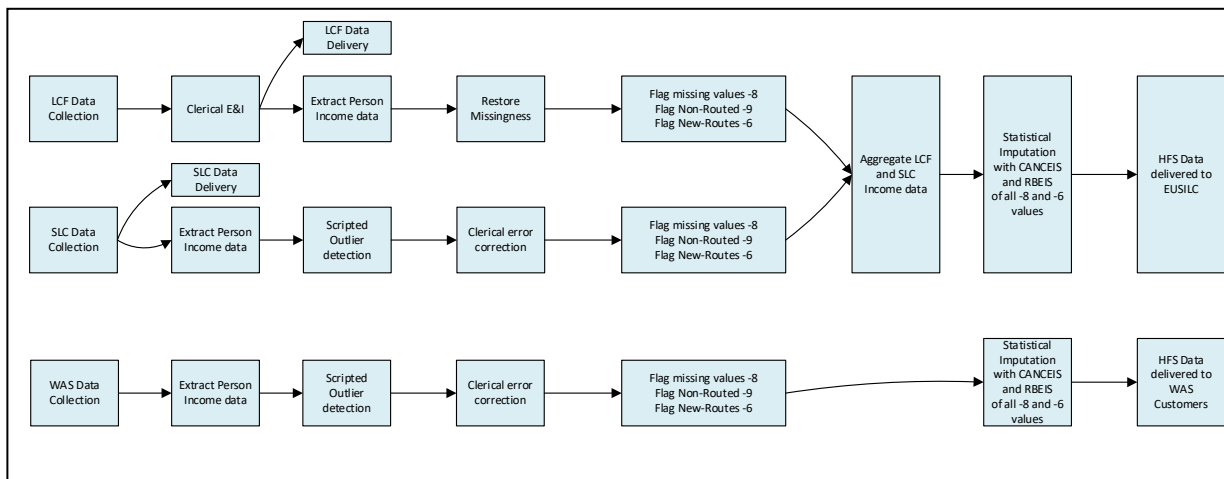 LCF Data
Delivery
LCF Data
Collection
Clerical E&I
Extract Person
Income data
Restore
Missingness
Flag missing values -8
Flag Non-Routed -9
Flag New-Routes -6
SLC Data
Delivery
SLC Data
Collection
Extract Person
Income data
Scripted
Outlier
detection
Clerical error
correction
Flag missing values -8
Flag Non-Routed -9
Flag New-Routes -6
Aggregate LCF
and SLC
Income data
Statistical
Imputation
with CANCEIS
and RBEIS
of all -8 and -6
values
HFS Data
delivered to
EUSILC
WAS Data
Collection
Extract Person
Income data
Scripted
Outlier
detection
Clerical error
correction
Flag missing values -8
Flag Non-Routed -9
Flag New-Routes -6
Statistical
Imputation
with CANCEIS
and RBEIS
of all -8 and -6
values
HFS Data
delivered to
WAS
Customers